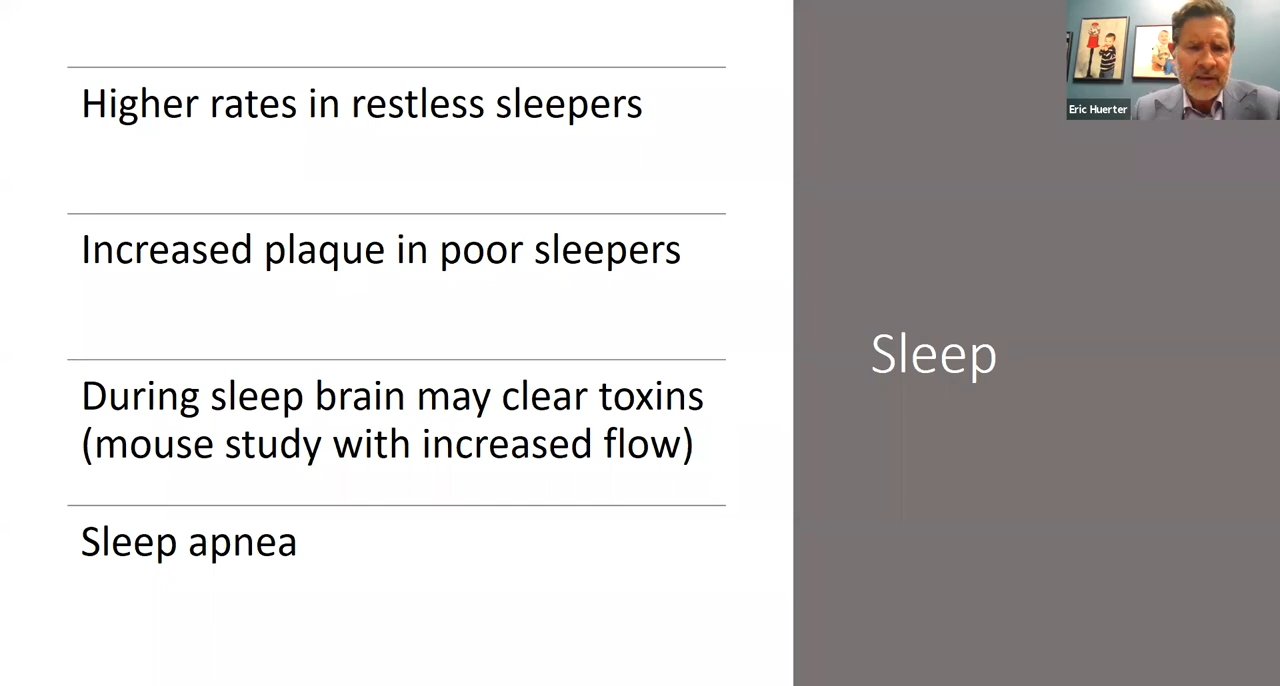 Higher rates in restless sleepers
Increased plaque in poor sleepers
During sleep brain may clear toxins
(mouse study with increased flow)
Sleep apnea
Sleep
Eric Huerter